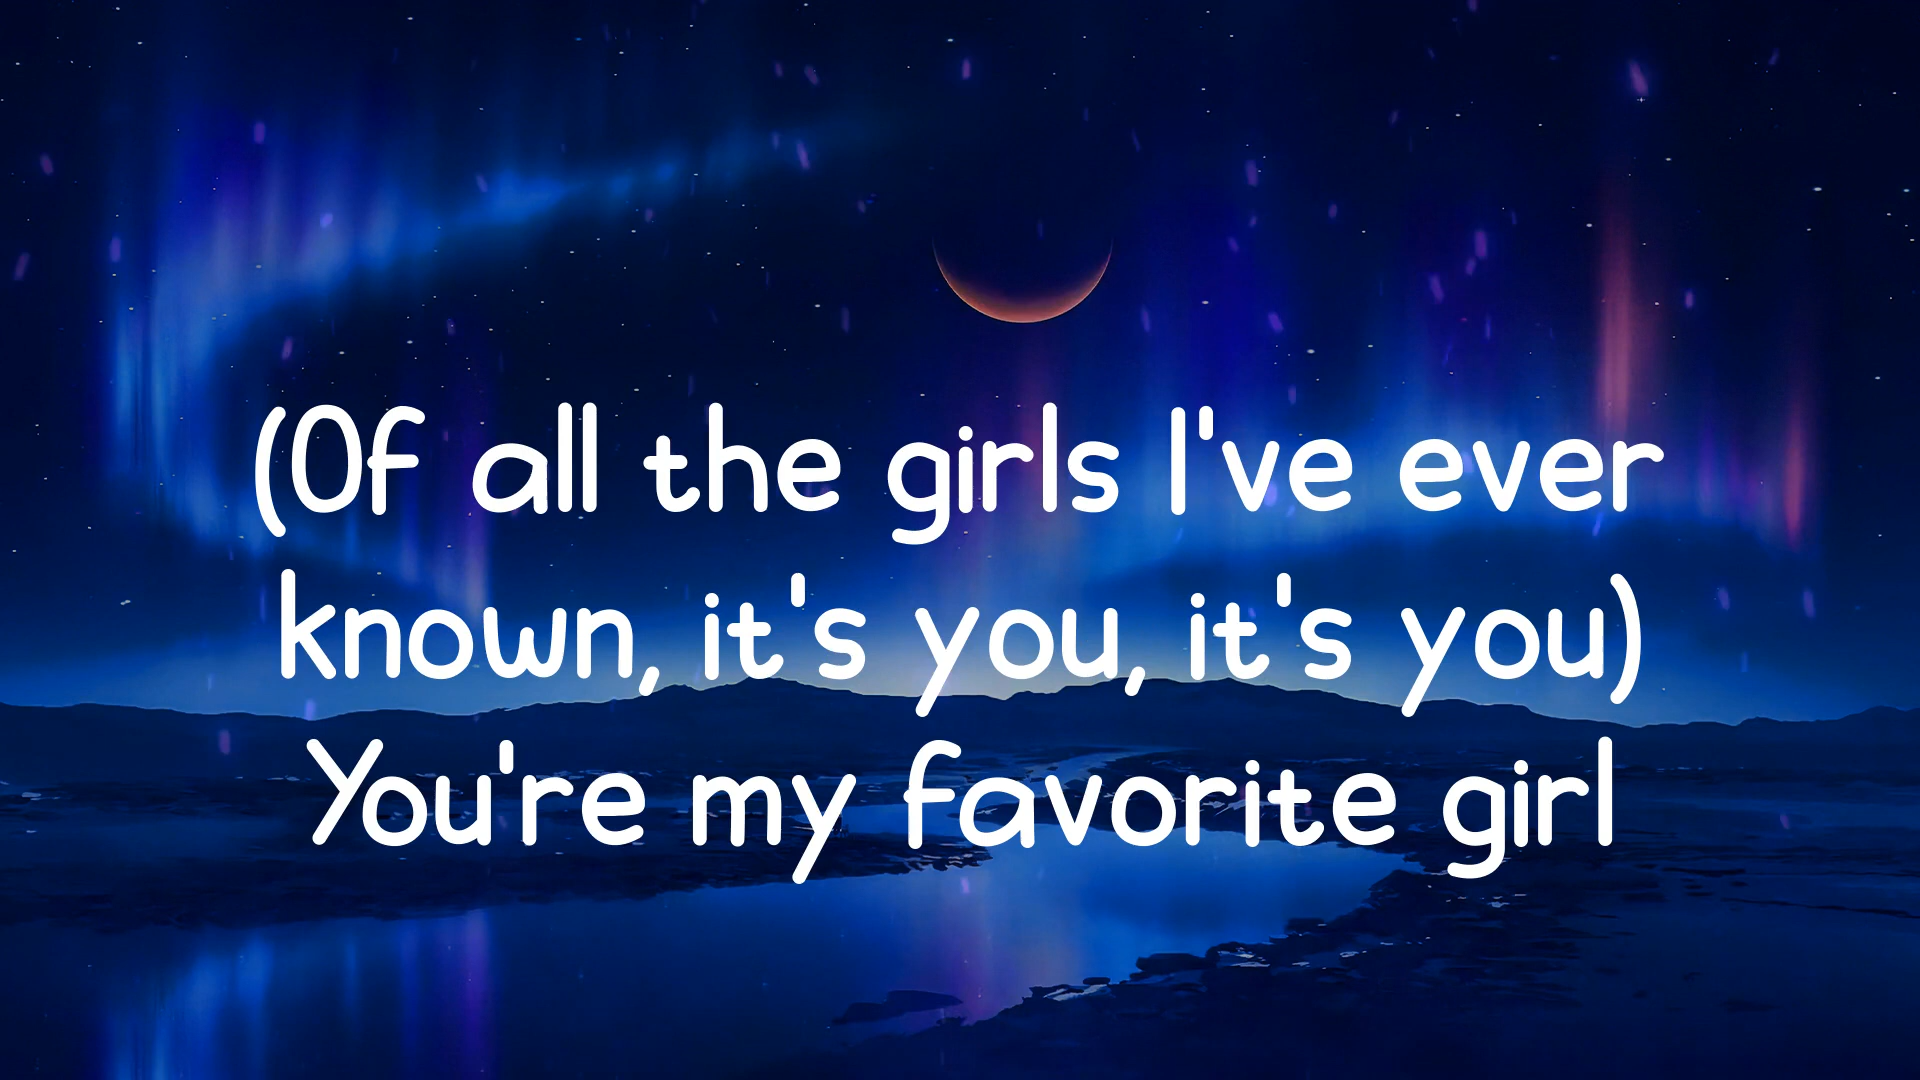 (Of all the girls I've ever
known, it's you, it's you)
You're my favorite girl